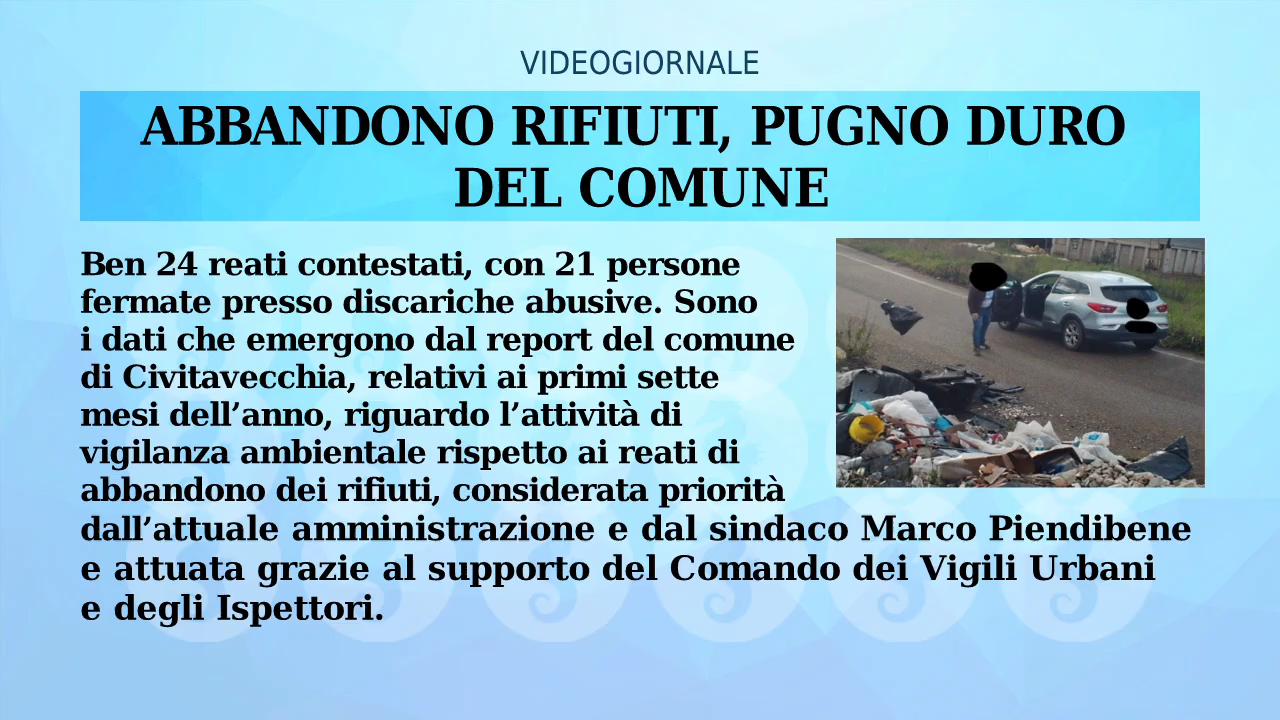 VIDEOGIORNALE
ABBANDONO RIFIUTI, PUGNO DURO
DEL COMUNE
Ben 24 reati contestati, con 21 persone
fermate presso discariche abusive. Sono
i dati che emergono dal report del comune
di Civitavecchia, relativi ai primi sette
mesi dell’anno, riguardo l’attività di
vigilanza ambientale rispetto ai reati di
abbandono dei rifiuti, considerata priorità
dall’attuale amministrazione e dal sindaco Marco Piendibene
e attuata grazie al supporto del Comando dei Vigili Urbani
e degli Ispettori.